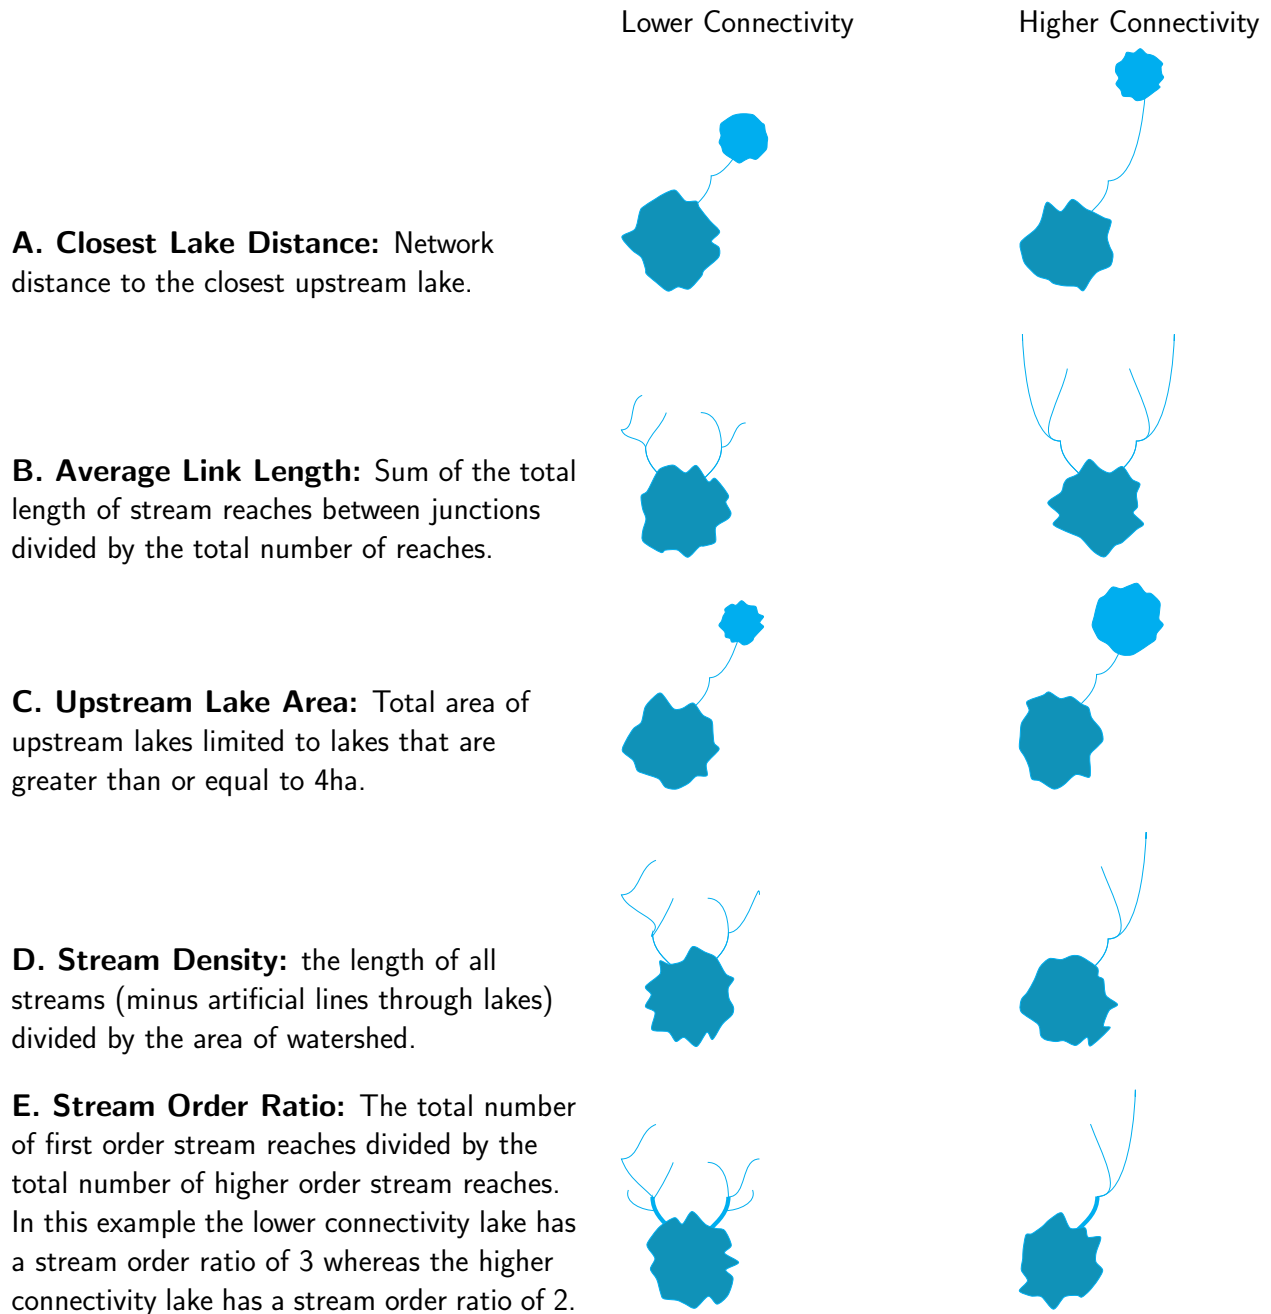 Lower Connectivity
Higher Connectivity
A. Closest Lake Distance: Network
distance to the closest upstream lake.
B. Average Link Length: Sum of the total
length of stream reaches between junctions
divided by the total number of reaches.
C. Upstream Lake Area: Total area of
upstream lakes limited to lakes that are
greater than or equal to 4ha.
D. Stream Density: the length of all
streams (minus artificial lines through lakes)
divided by the area of watershed.
E. Stream Order Ratio: The total number
of first order stream reaches divided by the
total number of higher order stream reaches.
In this example the lower connectivity lake has
a stream order ratio of 3 whereas the higher
connectivity lake has a stream order ratio of 2.